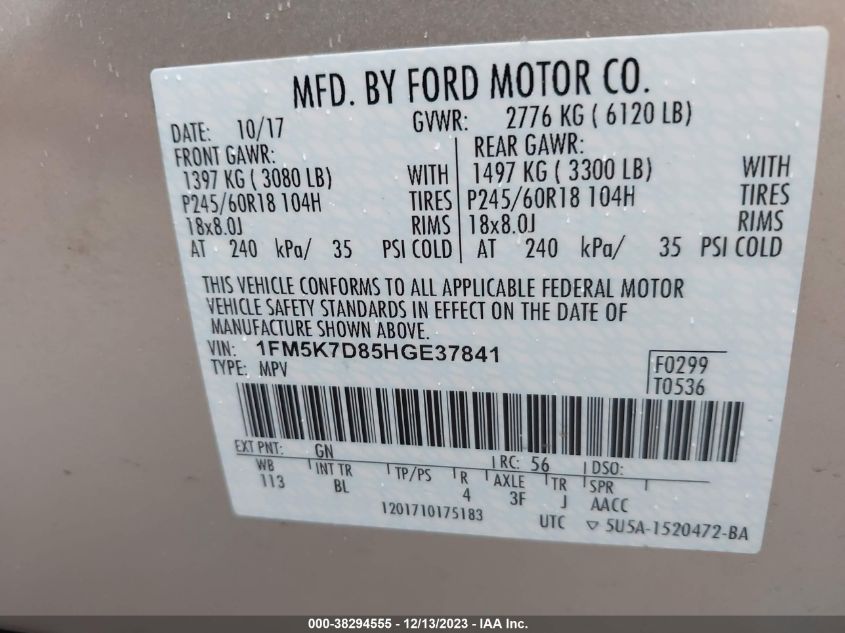 MFD. BY FORD MOTOR CO.
DATE: 10/17 GVWR: 2776 KG ( 6120 LB)
FRONT GAWR: REAR GAWR:
1397 KG ( 3080 LB) WITH 1497 KG ( 3300 LB) WITH
P245/60R18 104H TIRES P245/60R18 104H TIRES
18x8.0J RIMS 18x8.0J RIMS
AT 240 kPa/ 35 PSI COLD AT 240 kPa/ 35 PSI COLD
THIS VEHICLE CONFORMS TO ALL APPLICABLE FEDERAL MOTOR
VEHICLE SAFETY STANDARDS IN EFFECT ON THE DATE OF
MANUFACTURE SHOWN ABOVE.
VIN: 1FM5K7D85HGE37841
TYPE: MPV
F0299
T0536
EXT PNT: GN RC: 56 DSO:
WB INT TR TP/PS R AXLE TR SPR
113 BL 4 3F J AACC
1201710175183 UTC ▽ 5U5A-1520472-BA
000-38294555 - 12/13/2023 - IAA Inc.